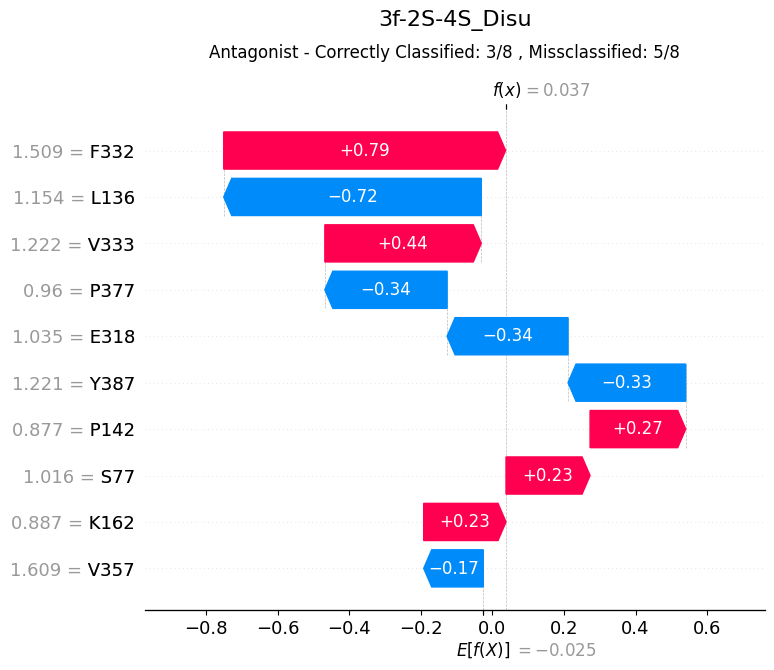 3f-2S-4S_Disu
Antagonist - Correctly Classified: 3/8 , Missclassified: 5/8
f(x) = 0.037
1.509 = F332 +0.79
1.154 = L136 −0.72
1.222 = V333 +0.44
0.96 = P377 −0.34
1.035 = E318 −0.34
1.221 = Y387 −0.33
0.877 = P142 +0.27
1.016 = S77 +0.23
0.887 = K162 +0.23
1.609 = V357 −0.17
−0.8 −0.6 −0.4 −0.2 0.0 0.2 0.4 0.6
E[f(X)] = −0.025